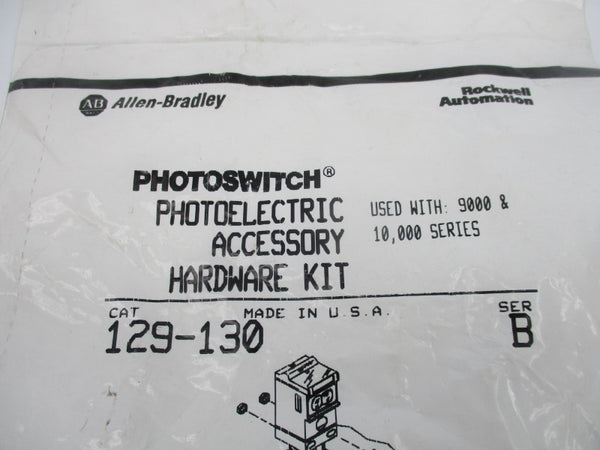 AB Allen-Bradley
Rockwell
Automation
PHOTOSWITCH®
PHOTOELECTRIC
ACCESSORY
HARDWARE KIT
USED WITH: 9000 &
10,000 SERIES
CAT MADE IN U.S.A. SER
129-130 B